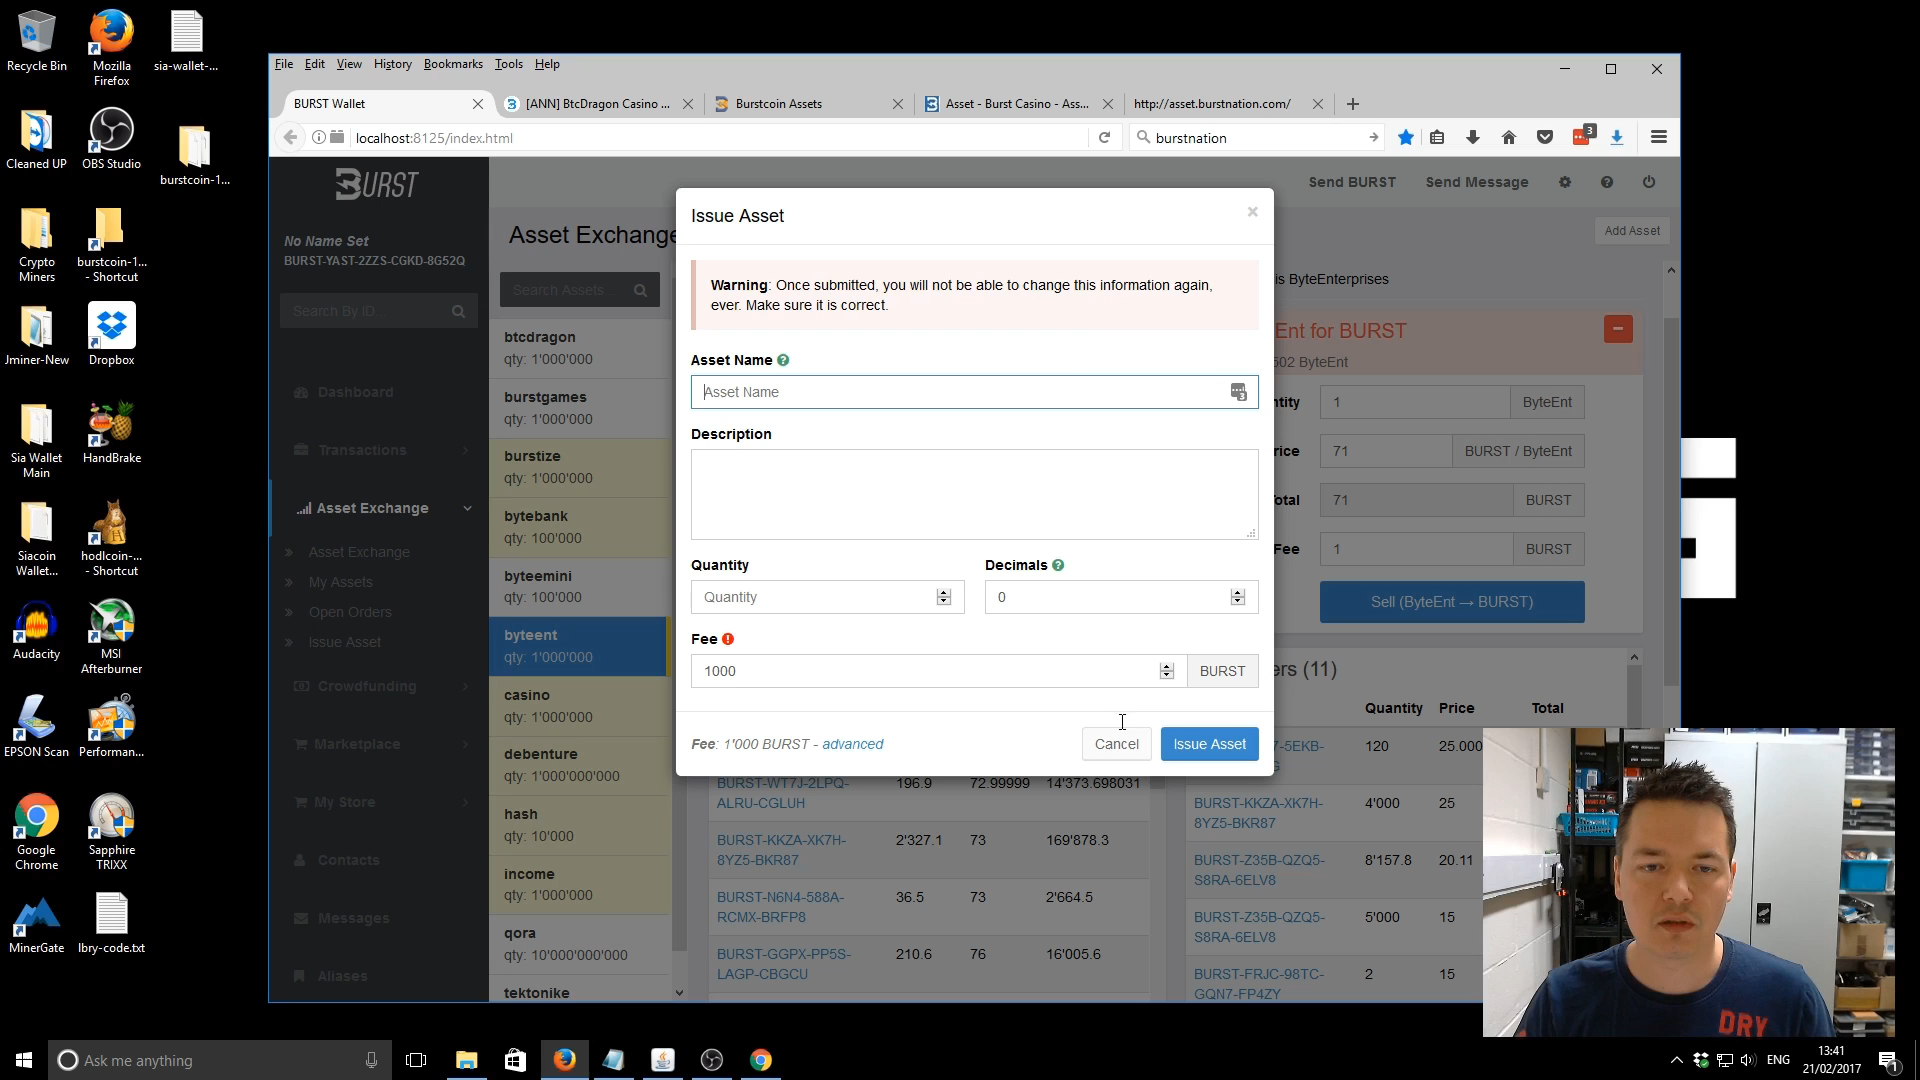 Recycle Bin
Mozilla Firefox
sia-wallet-...
Cleaned UP
OBS Studio
burstcoin-1...
Crypto Miners
burstcoin-1... - Shortcut
Jminer-New
Dropbox
Sia Wallet Main
HandBrake
Siacoin Wallet...
hodlcoin-... - Shortcut
Audacity
MSI Afterburner
EPSON Scan
Performan...
Google Chrome
Sapphire TRIXX
MinerGate
lbry-code.txt
File Edit View History Bookmarks Tools Help
BURST Wallet
[ANN] BtcDragon Casino ...
Burstcoin Assets
Asset - Burst Casino - Ass...
http://asset.burstnation.com/
localhost:8125/index.html
burstnation
3
BURST
Send BURST
Send Message
No Name Set
BURST-YAST-2ZZS-CGKD-8G52Q
Search By ID...
Dashboard
Transactions
Asset Exchange
Asset Exchange
My Assets
Open Orders
Issue Asset
Crowdfunding
Marketplace
My Store
Contacts
Messages
Aliases
Asset Exchange
Add Asset
Search Assets
btcdragon
qty: 1'000'000
burstgames
qty: 1'000'000
burstize
qty: 1'000'000
bytebank
qty: 100'000
byteemini
qty: 100'000
byteent
qty: 1'000'000
casino
qty: 1'000'000
debenture
qty: 1'000'000'000
hash
qty: 10'000
income
qty: 1'000'000
qora
qty: 10'000'000'000
tektonike
Issue Asset
Warning: Once submitted, you will not be able to change this information again,
ever. Make sure it is correct.
Asset Name
Asset Name
3
Description
Quantity
Decimals
Quantity
0
Fee
1000
BURST
Fee: 1'000 BURST - advanced
Cancel
Issue Asset
is ByteEnterprises
Ent for BURST
502 ByteEnt
ntity 1 ByteEnt
rice 71 BURST / ByteEnt
otal 71 BURST
Fee 1 BURST
Sell (ByteEnt → BURST)
ers (11)
Quantity Price Total
7-5EKB- 120 25.000
BURST-KKZA-XK7H-8YZ5-BKR87 4'000 25
BURST-Z35B-QZQ5-S8RA-6ELV8 8'157.8 20.11
BURST-Z35B-QZQ5-S8RA-6ELV8 5'000 15
BURST-FRJC-98TC-GQN7-FP4ZY 2 15
BURST-WT7J-2LPQ-ALRU-CGLUH 196.9 72.99999 14'373.698031
BURST-KKZA-XK7H-8YZ5-BKR87 2'327.1 73 169'878.3
BURST-N6N4-588A-RCMX-BRFP8 36.5 73 2'664.5
BURST-GGPX-PP5S-LAGP-CBGCU 210.6 76 16'005.6
DRY
Ask me anything
ENG
13:41
21/02/2017
1